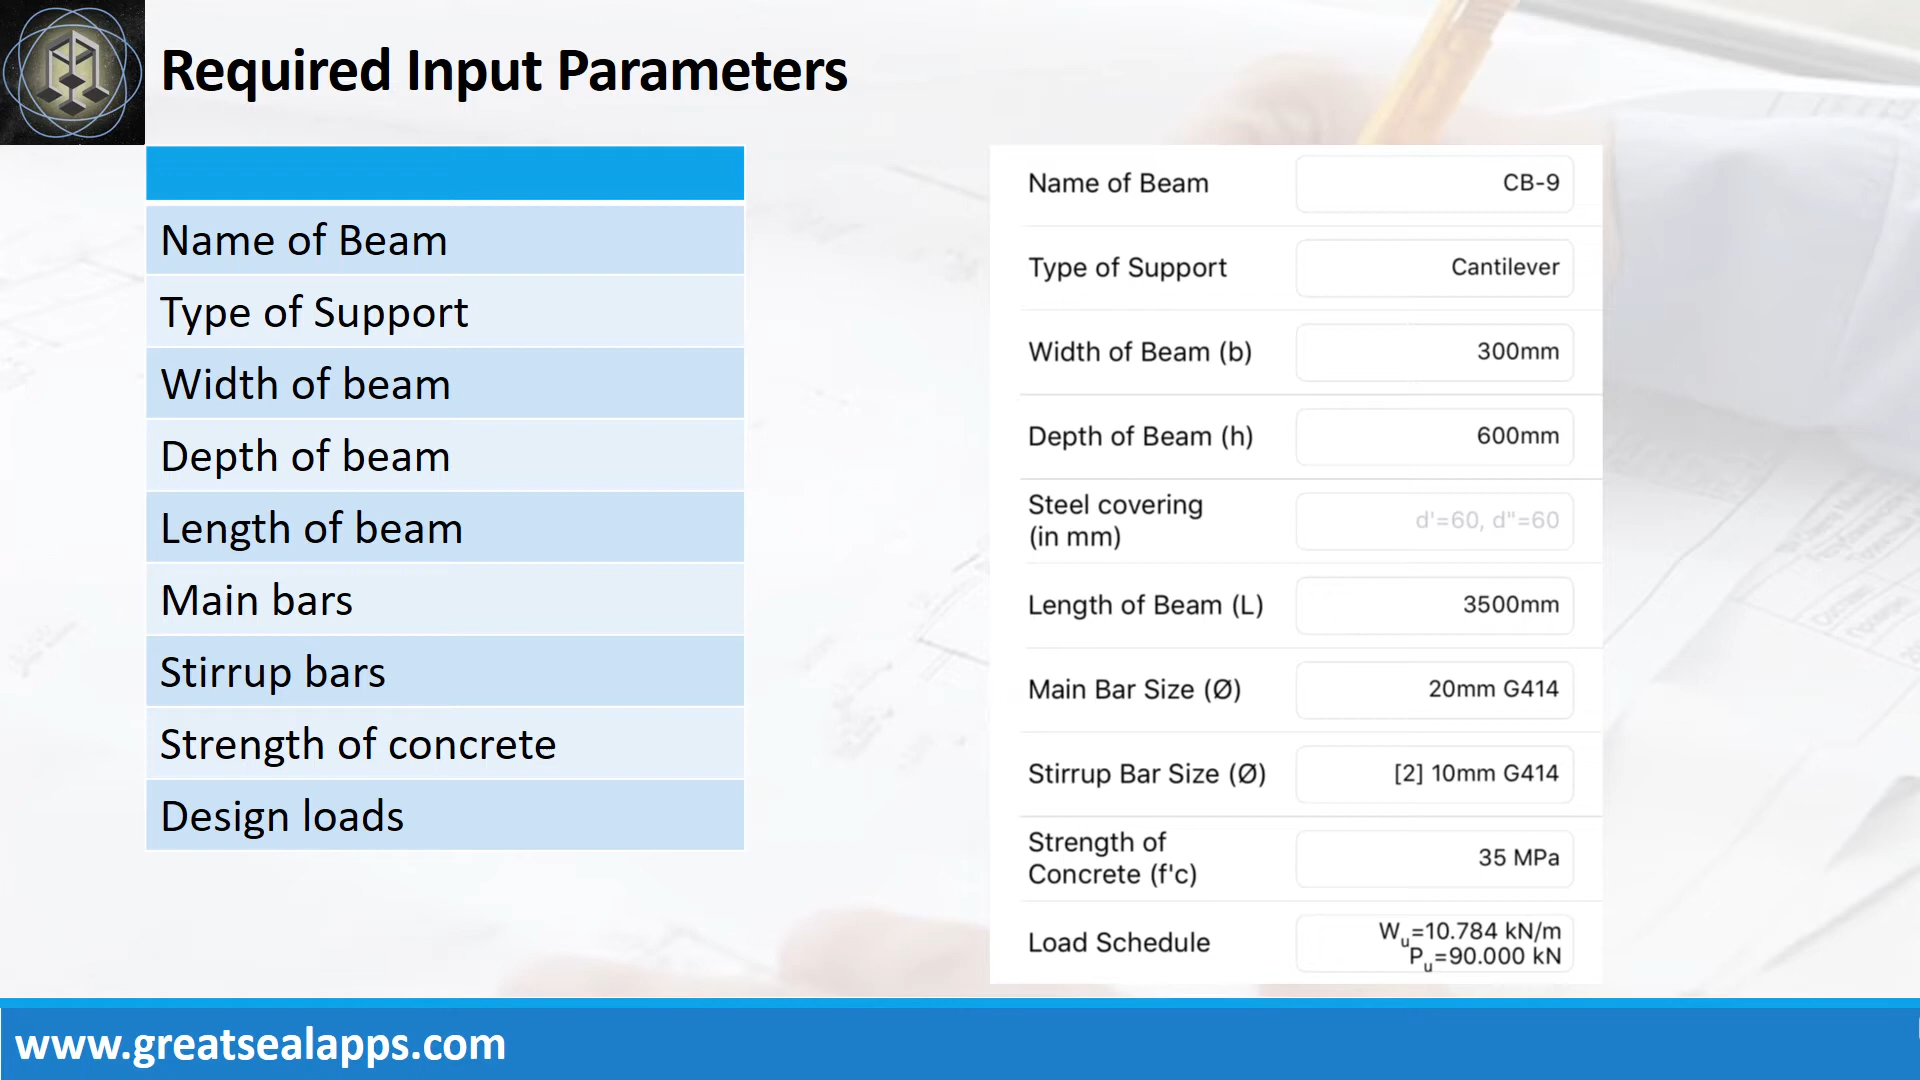 Required Input Parameters
Name of Beam
Type of Support
Width of beam
Depth of beam
Length of beam
Main bars
Stirrup bars
Strength of concrete
Design loads
Name of Beam CB-9
Type of Support Cantilever
Width of Beam (b) 300mm
Depth of Beam (h) 600mm
Steel covering
(in mm) d'=60, d"=60
Length of Beam (L) 3500mm
Main Bar Size (Ø) 20mm G414
Stirrup Bar Size (Ø) [2] 10mm G414
Strength of
Concrete (f'c) 35 MPa
Load Schedule Wu=10.784 kN/m
Pu=90.000 kN
www.greatsealapps.com